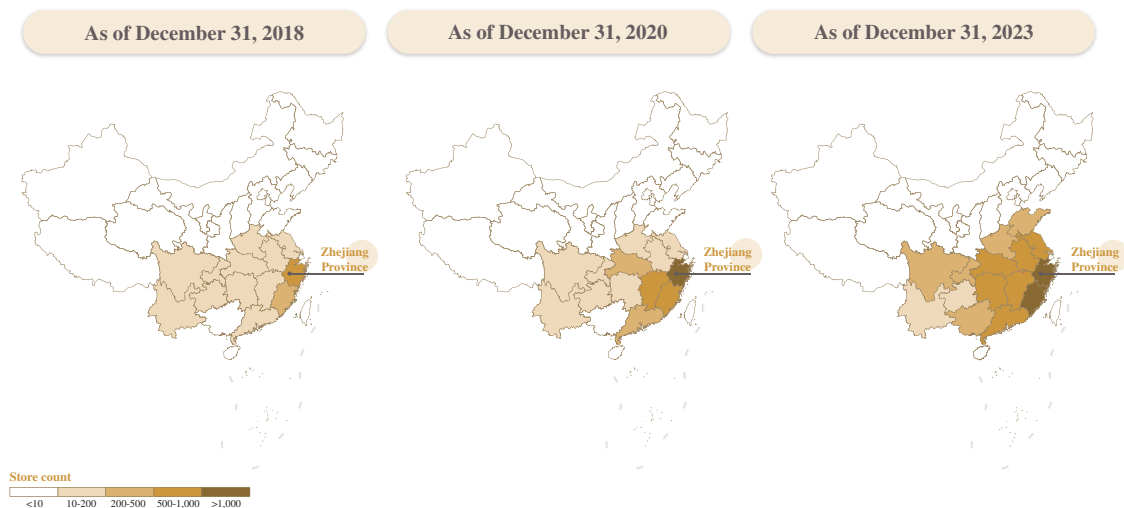 As of December 31, 2018
As of December 31, 2020
As of December 31, 2023
Zhejiang
Province
Zhejiang
Province
Zhejiang
Province
Store count
<10 10-200 200-500 500-1,000 >1,000